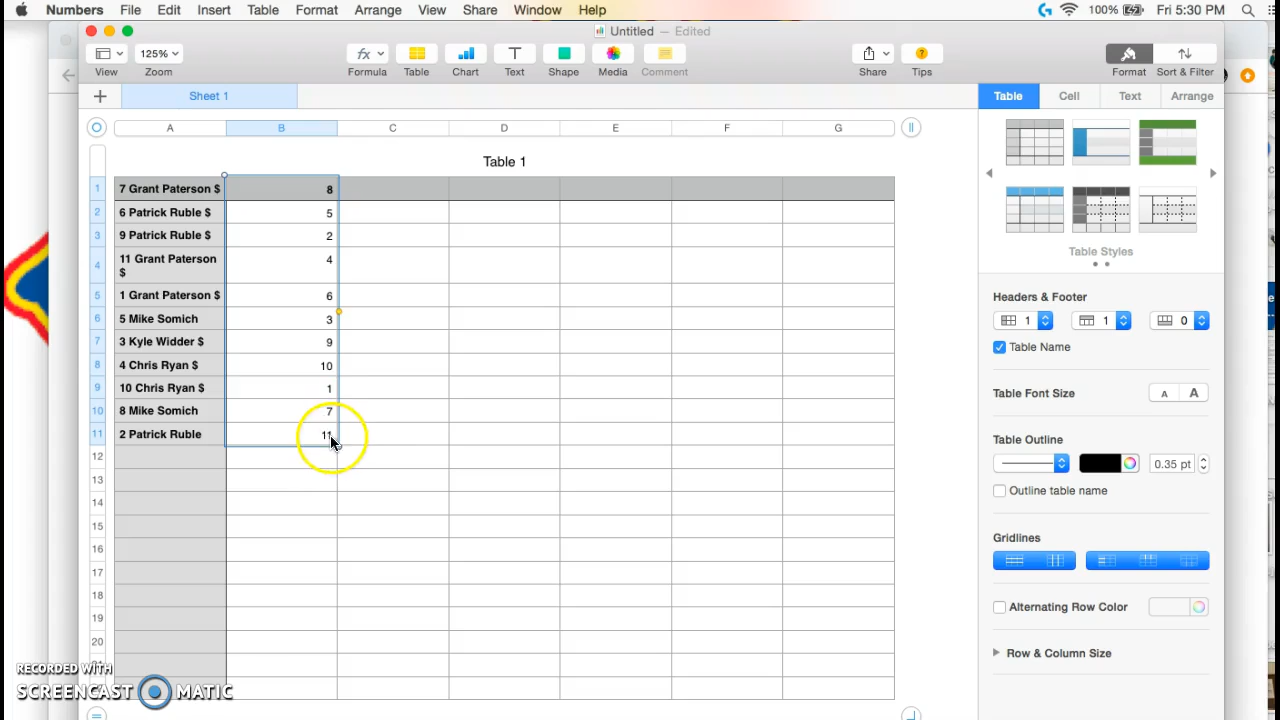 Numbers File Edit Insert Table Format Arrange View Share Window Help 100% Fri 5:30 PM
Untitled — Edited
125%
View Zoom Formula Table Chart Text Shape Media Comment Share Tips Format Sort & Filter
Sheet 1
Table Cell Text Arrange
A B C D E F G
Table 1
1 7 Grant Paterson $ 8
2 6 Patrick Ruble $ 5
3 9 Patrick Ruble $ 2
4 11 Grant Paterson 4
$
5 1 Grant Paterson $ 6
6 5 Mike Somich 3
7 3 Kyle Widder $ 9
8 4 Chris Ryan $ 10
9 10 Chris Ryan $ 1
10 8 Mike Somich 7
11 2 Patrick Ruble 11
12
13
14
15
16
17
18
19
20
Table Styles
Headers & Footer
1 1 0
Table Name
Table Font Size A A
Table Outline
0.35 pt
Outline table name
Gridlines
Alternating Row Color
Row & Column Size
RECORDED WITH
SCREENCAST MATIC